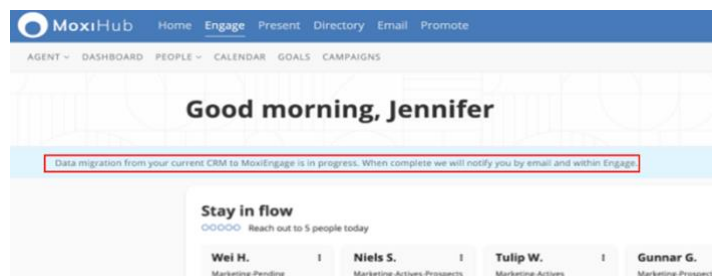 MoxiHub Home Engage Present Directory Email Promote
AGENT DASHBOARD PEOPLE CALENDAR GOALS CAMPAIGNS
Good morning, Jennifer
Data migration from your current CRM to MoxiEngage is in progress. When complete we will notify you by email and within Engage.
Stay in flow
Reach out to 5 people today
Wei H. Niels S. Tulip W. Gunnar G.
Marketing-Pending Marketing-Actives-Prospects Marketing-Actives Marketing-Prospect